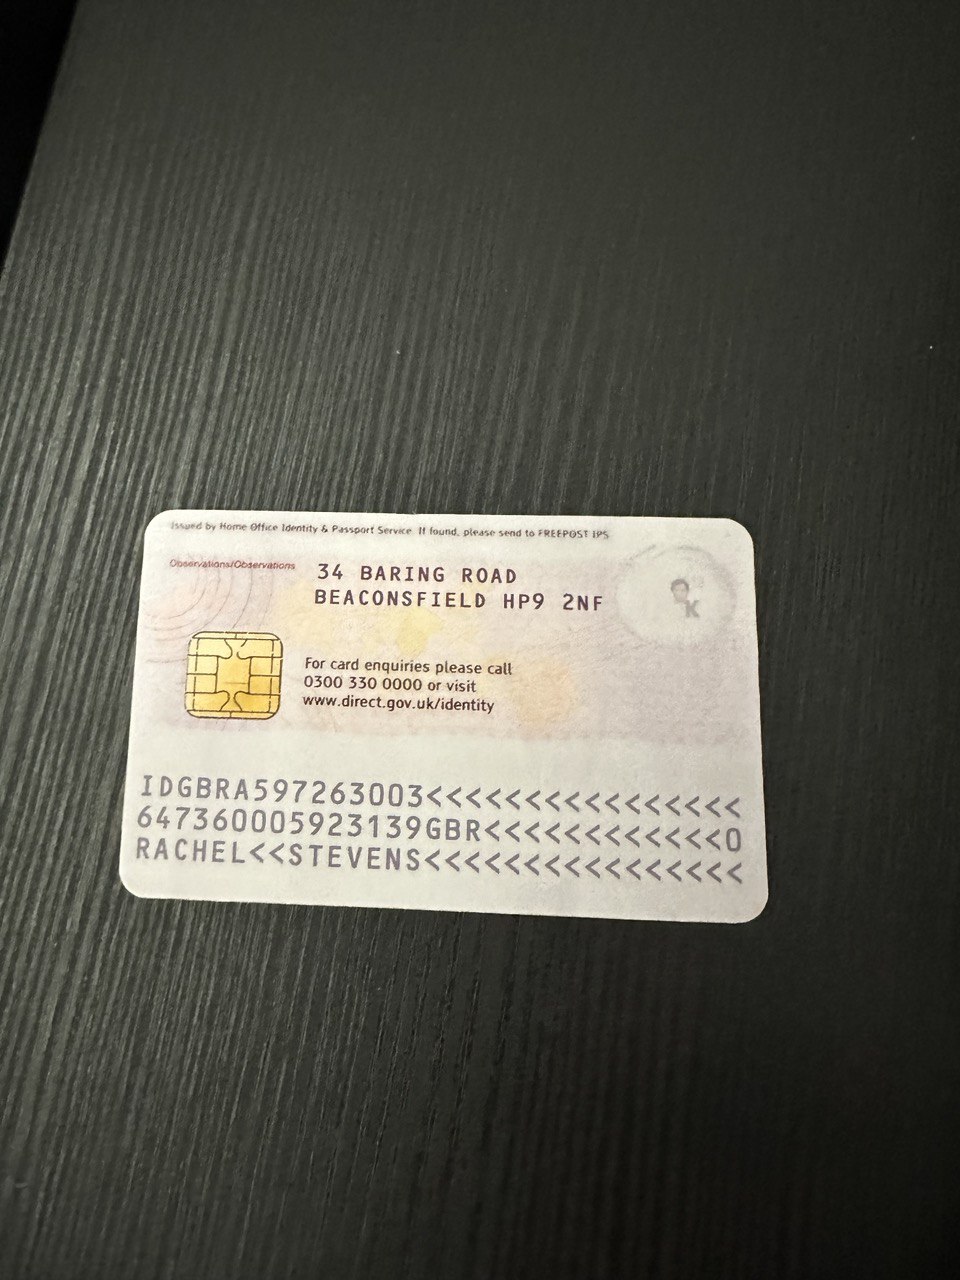 Issued by Home Office Identity & Passport Service If found, please send to FREEPOST IPS
Observations/Observations
34 BARING ROAD
BEACONSFIELD HP9 2NF
For card enquiries please call
0300 330 0000 or visit
www.direct.gov.uk/identity
IDGBRA597263003<<<<<<<<<<<<<<<<
647360005923139GBR<<<<<<<<<<<<<0
RACHEL<<STEVENS<<<<<<<<<<<<<<<<<